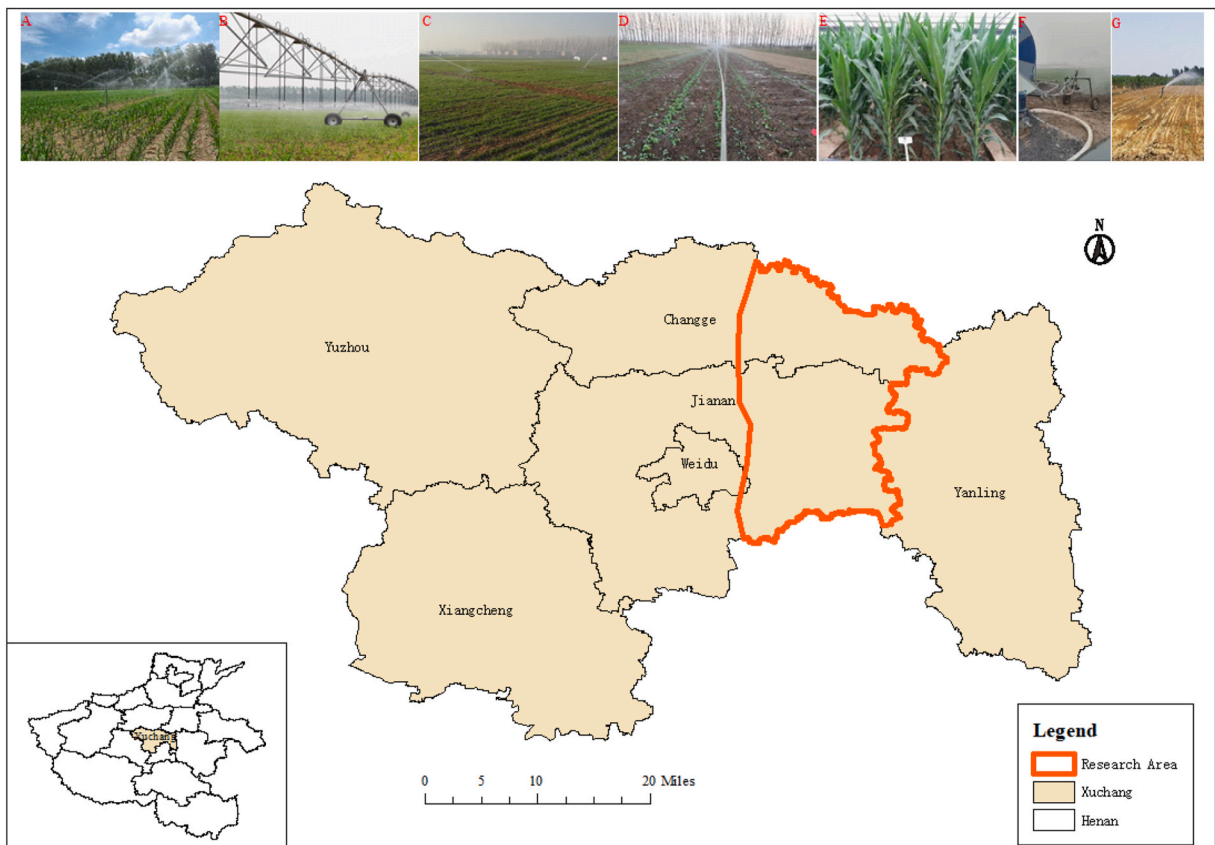 A B C D E F G
N
Changge
Yuzhou
Jianan
Weidu
Yanling
Xiangcheng
Xuchang
Legend
Research Area
Xuchang
Henan
0 5 10 20 Miles